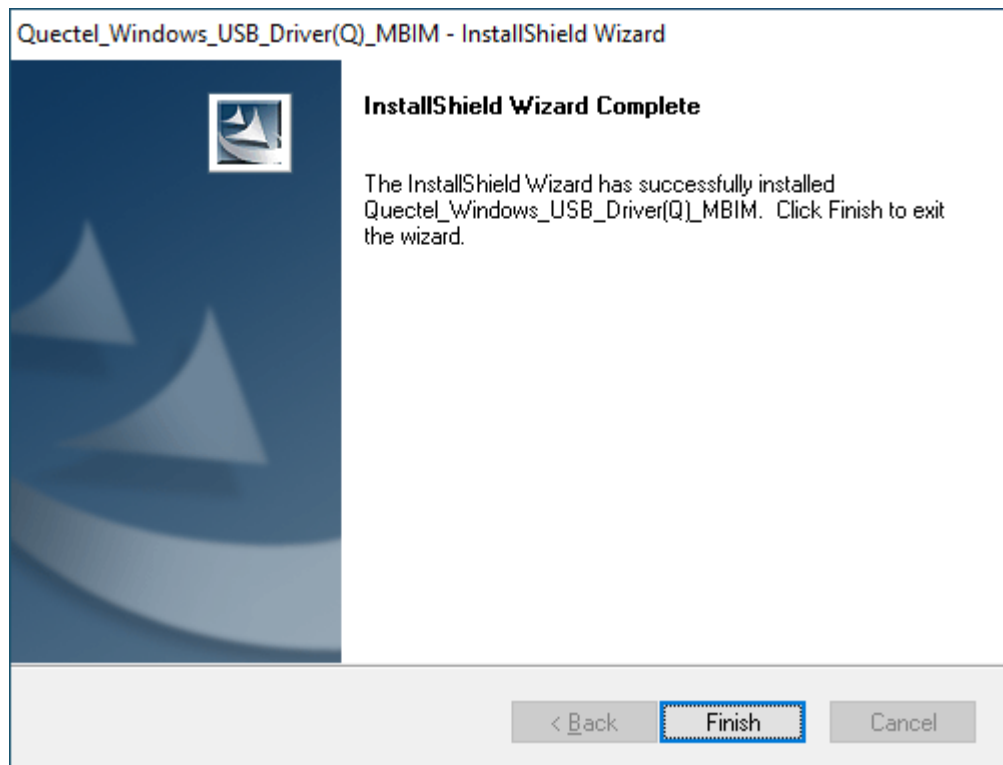 Quectel_Windows_USB_Driver(Q)_MBIM - InstallShield Wizard
InstallShield Wizard Complete
The InstallShield Wizard has successfully installed
Quectel_Windows_USB_Driver(Q)_MBIM.  Click Finish to exit
the wizard.
< Back
Finish
Cancel